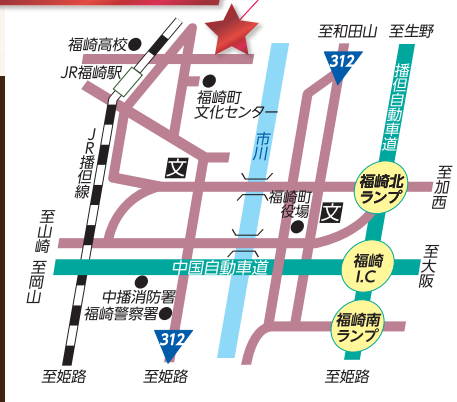 至和田山
至生野
福崎高校
JR福崎駅
312
播但自動車道
福崎町
文化センター
市川
JR播但線
文
福崎北
ランプ
至加西
福崎町
役場
文
至山崎
至岡山
中国自動車道
福崎
I.C
至大阪
中播消防署
福崎警察署
福崎南
ランプ
312
至姫路
至姫路
至姫路